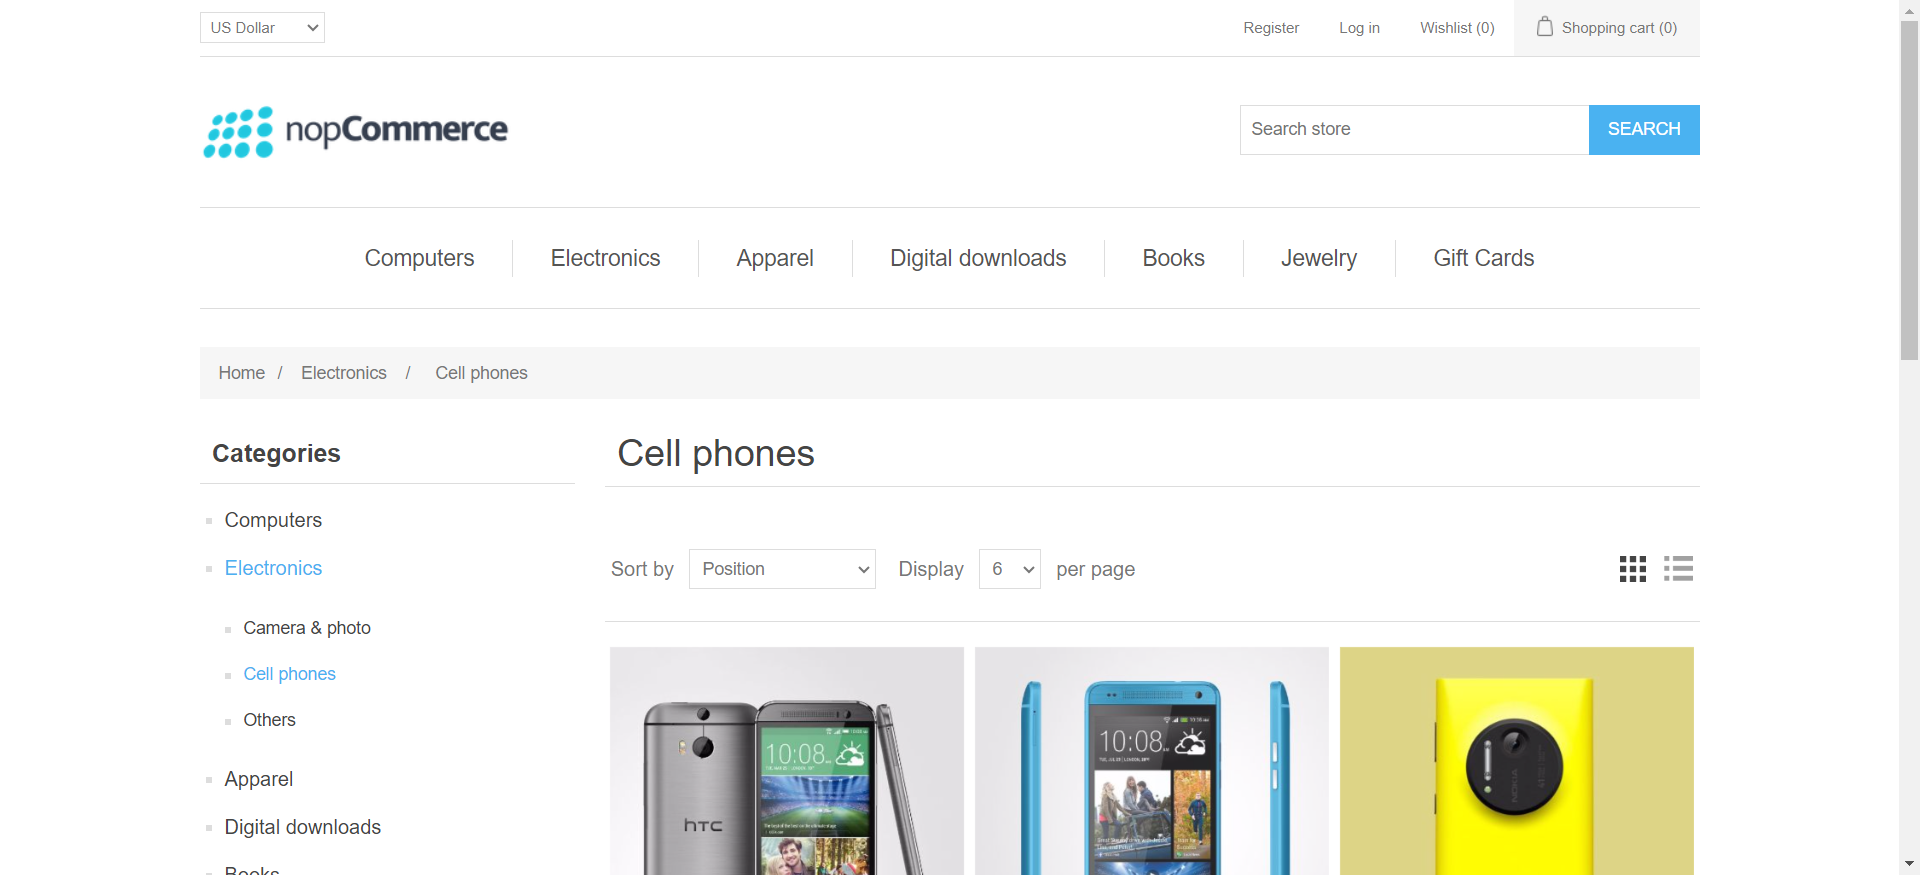 US Dollar
Register
Log in
Wishlist (0)
Shopping cart (0)
nopCommerce
Search store
SEARCH
Computers
Electronics
Apparel
Digital downloads
Books
Jewelry
Gift Cards
Home / Electronics / Cell phones
Categories
Computers
Electronics
Camera & photo
Cell phones
Others
Apparel
Digital downloads
Books
Cell phones
Sort by Position Display 6 per page
10:08
hTC
10:08
NOKIA